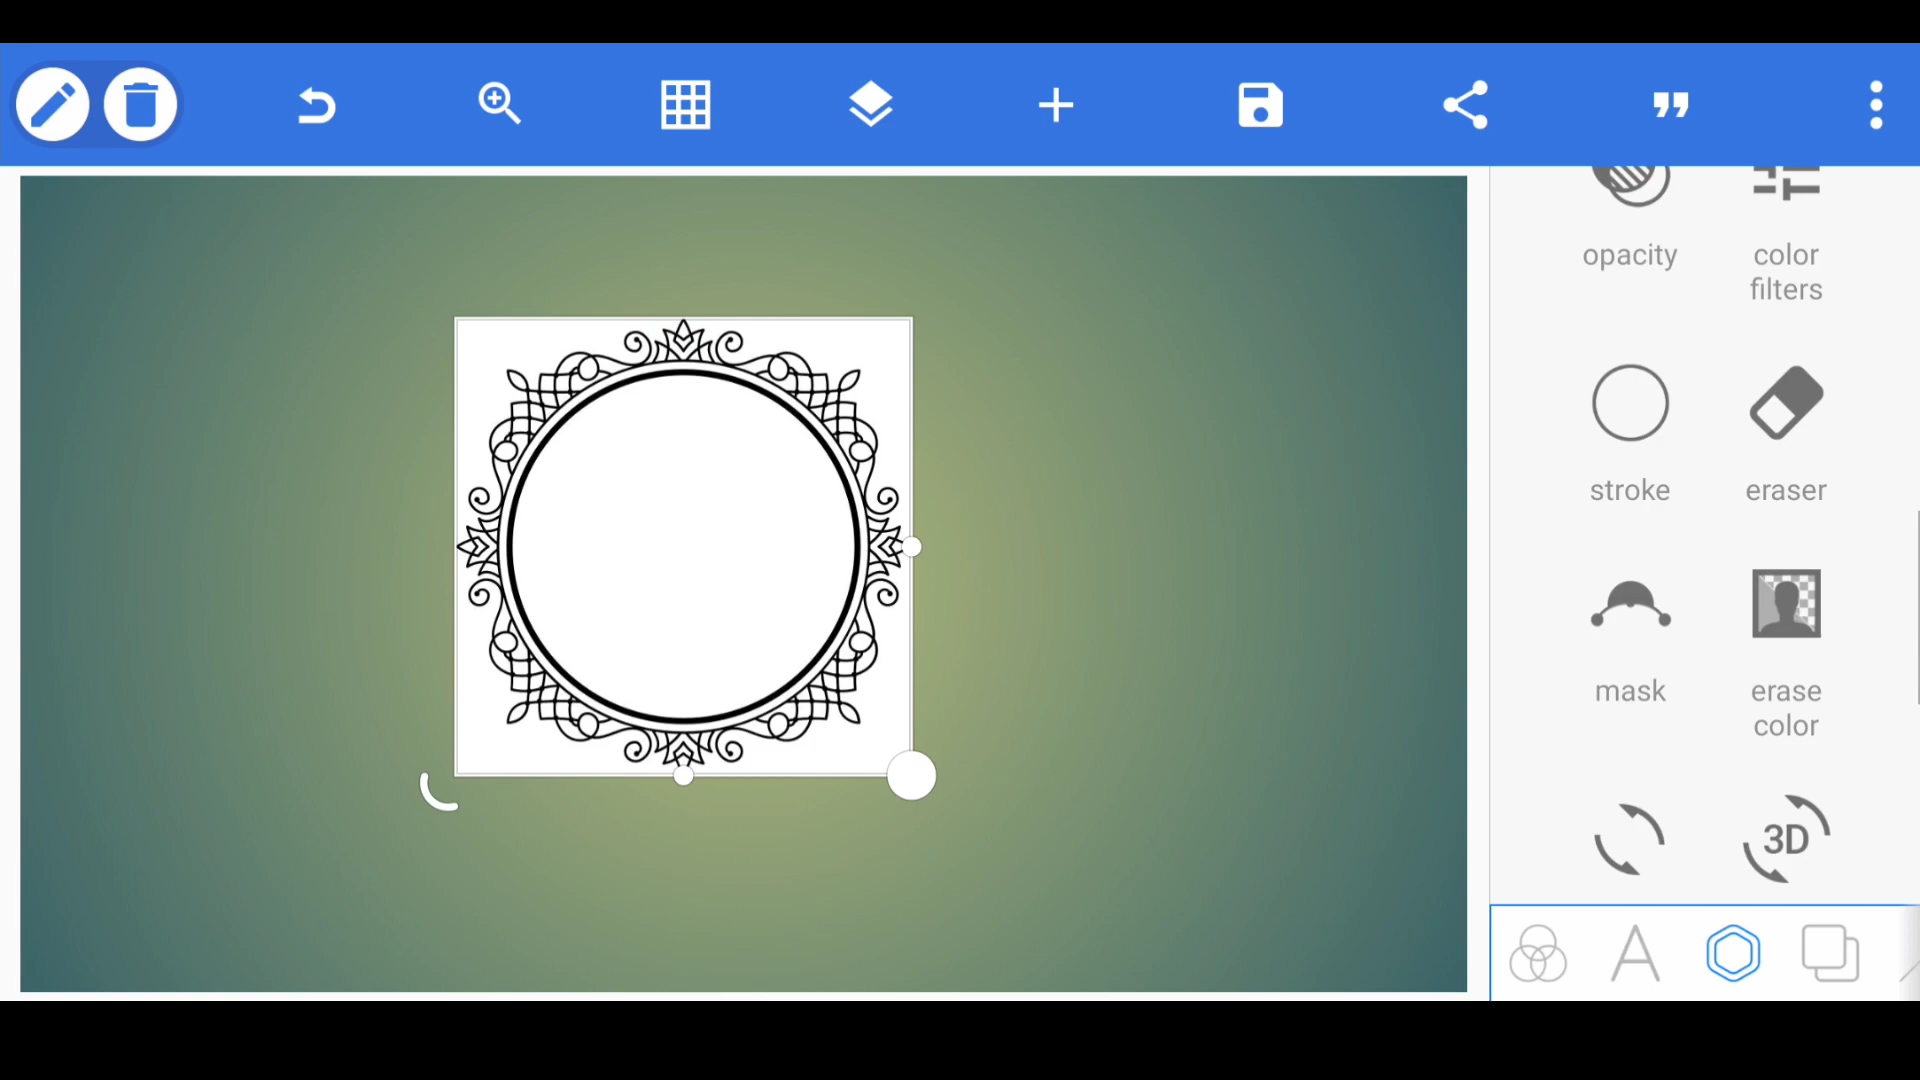 opacity
color
filters
stroke
eraser
mask
erase
color
3D